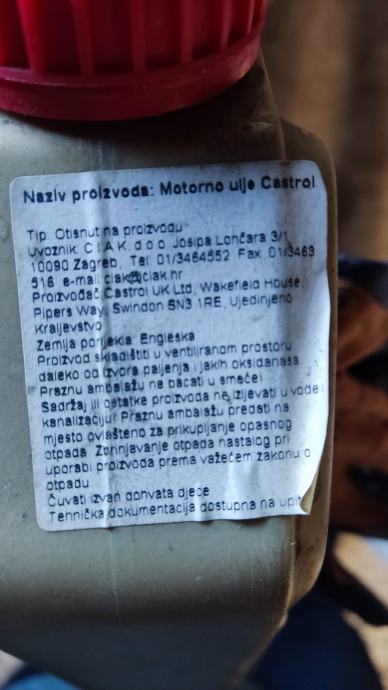 Naziv proizvoda: Motorno ulje Castrol
Tip: Otisnut na proizvodu
Uvoznik: C I A K. d o o Josipa Lončara 3/1
10090 Zagreb, Tel: 01/3464552 Fax 01/3463
516 e-mail ciak@ciak.hr
Proizvođač Castrol UK Ltd, Wakefield House,
Pipers Way, Swindon SN3 1RE, Ujedinjeno
Kraljevstvo
Zemlja porijekla: Engleska
Proizvod skladištiti u ventiliranom prostoru
daleko od izvora paljenja i jakih oksidanasa
Praznu ambalažu ne bacati u smeće!
Sadržaj ili ostatke proizvoda ne izlijevati u vode i
kanalizaciju! Praznu ambalažu predati na
mjesto ovlašteno za prikupljanje opasnog
otpada Zbrinjavanje otpada nastalog pri
uporabi proizvoda prema važećem zakonu o
otpadu
Čuvati izvan dohvata djece
Tehnička dokumentacija dostupna na upit